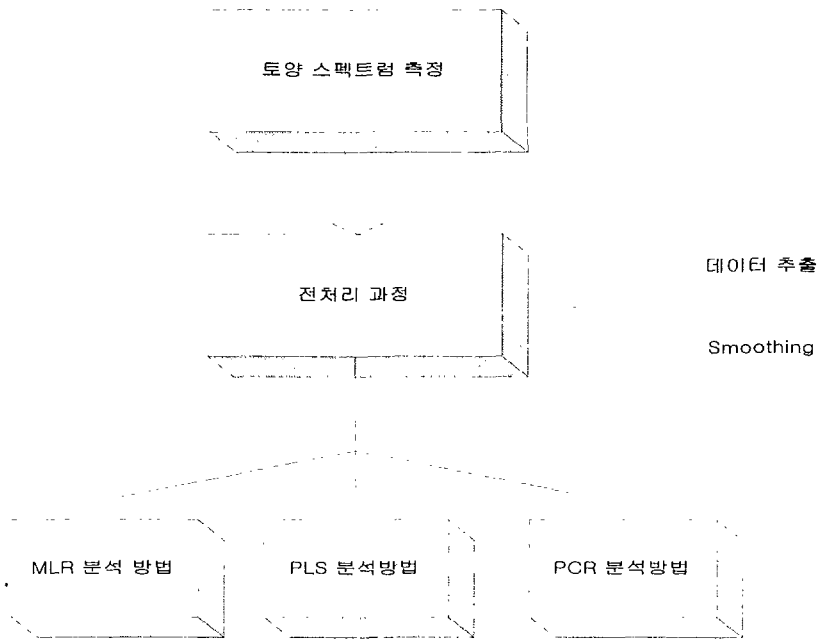 토양 스펙트럼 측정
전처리 과정
데이터 추출
Smoothing
MLR 분석 방법
PLS 분석방법
PCR 분석방법